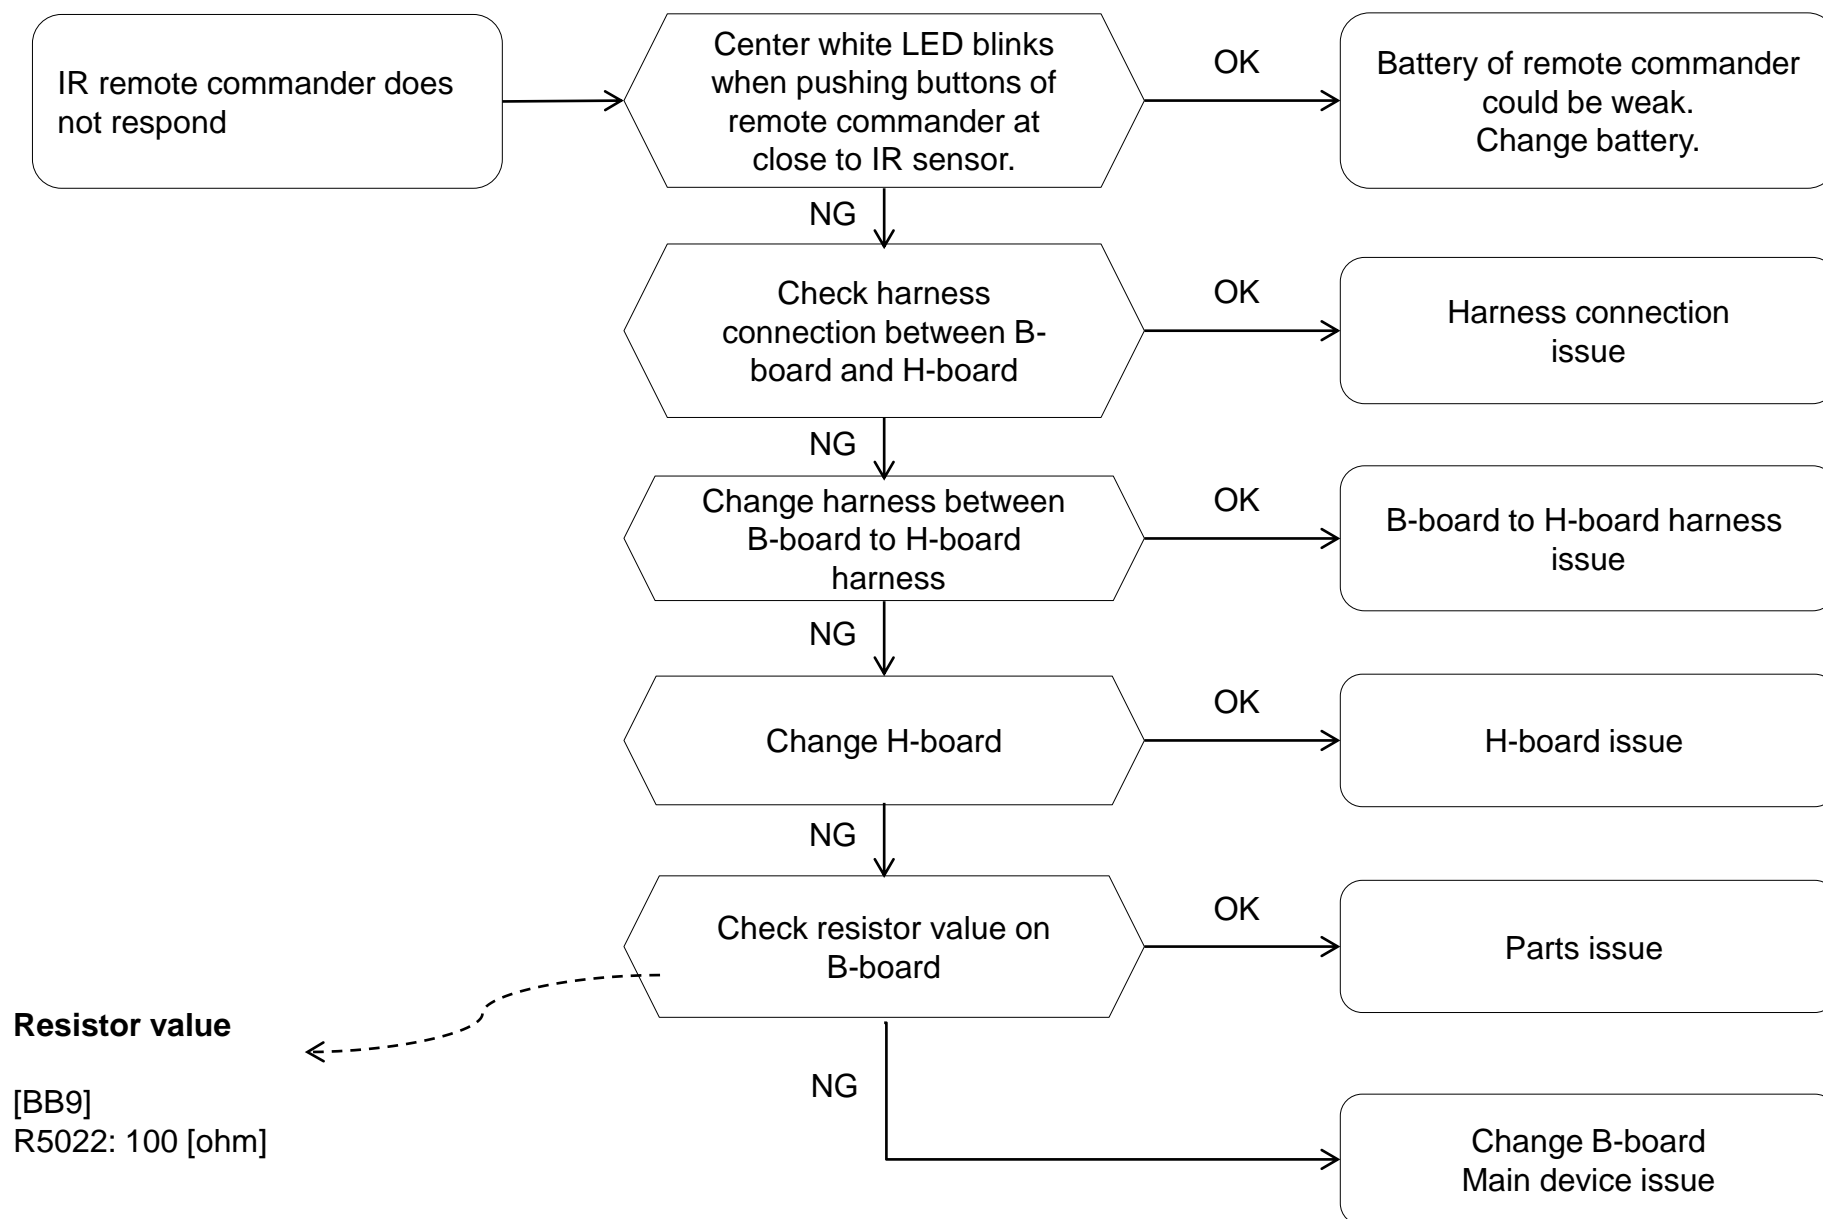 IR remote commander does
not respond
Center white LED blinks
when pushing buttons of
remote commander at
close to IR sensor.
OK
Battery of remote commander
could be weak.
Change battery.
NG
Check harness
connection between B-
board and H-board
OK
Harness connection
issue
NG
Change harness between
B-board to H-board
harness
OK
B-board to H-board harness
issue
NG
Change H-board
OK
H-board issue
NG
Check resistor value on
B-board
OK
Parts issue
Resistor value
[BB9]
R5022: 100 [ohm]
NG
Change B-board
Main device issue